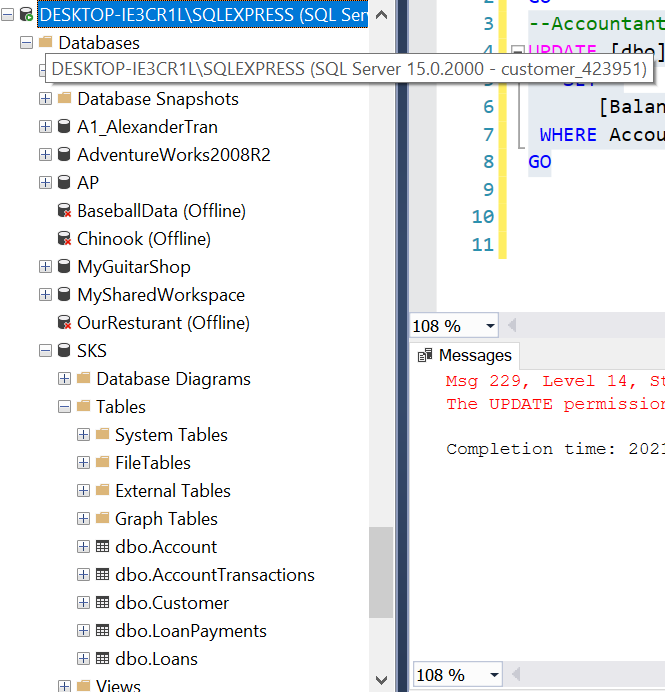 DESKTOP-IE3CR1L\SQLEXPRESS (SQL Ser
Databases
DESKTOP-IE3CR1L\SQLEXPRESS (SQL Server 15.0.2000 - customer_423951)
Database Snapshots
A1_AlexanderTran
AdventureWorks2008R2
AP
BaseballData (Offline)
Chinook (Offline)
MyGuitarShop
MySharedWorkspace
OurResturant (Offline)
SKS
Database Diagrams
Tables
System Tables
FileTables
External Tables
Graph Tables
dbo.Account
dbo.AccountTransactions
dbo.Customer
dbo.LoanPayments
dbo.Loans
Views
2 GO
3 --Accountant
4 UPDATE [dbo]
5
6 [Balan
7 WHERE Accou
8 GO
9
10
11
108 %
Messages
Msg 229, Level 14, St
The UPDATE permission
Completion time: 2021
108 %